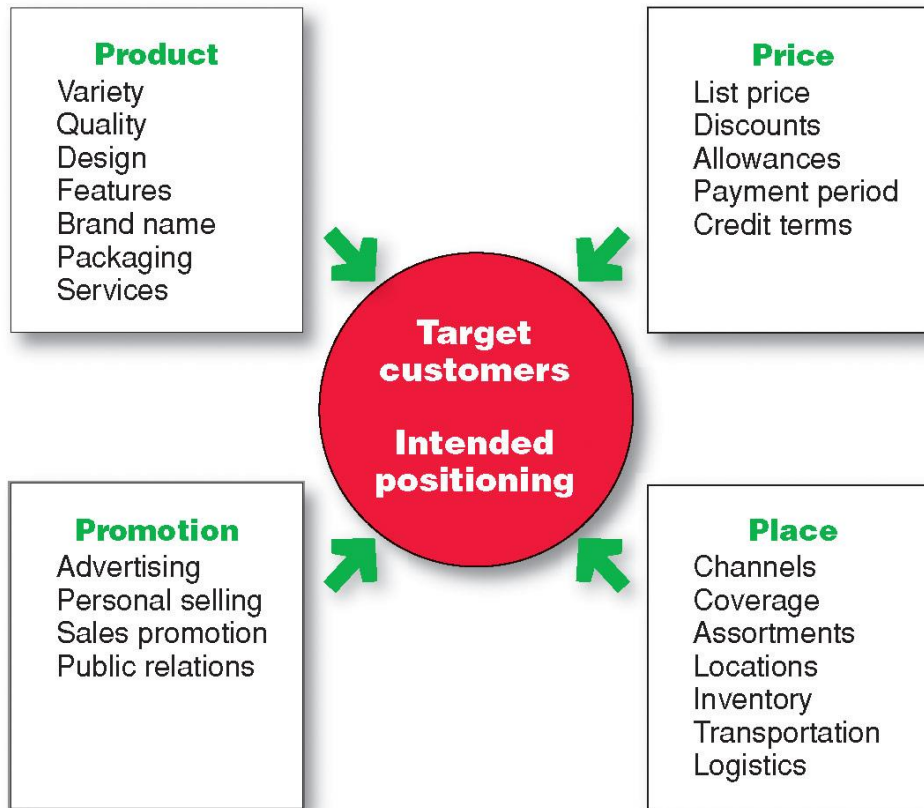 Product
Variety
Quality
Design
Features
Brand name
Packaging
Services
Price
List price
Discounts
Allowances
Payment period
Credit terms
Target
customers
Intended
positioning
Promotion
Advertising
Personal selling
Sales promotion
Public relations
Place
Channels
Coverage
Assortments
Locations
Inventory
Transportation
Logistics